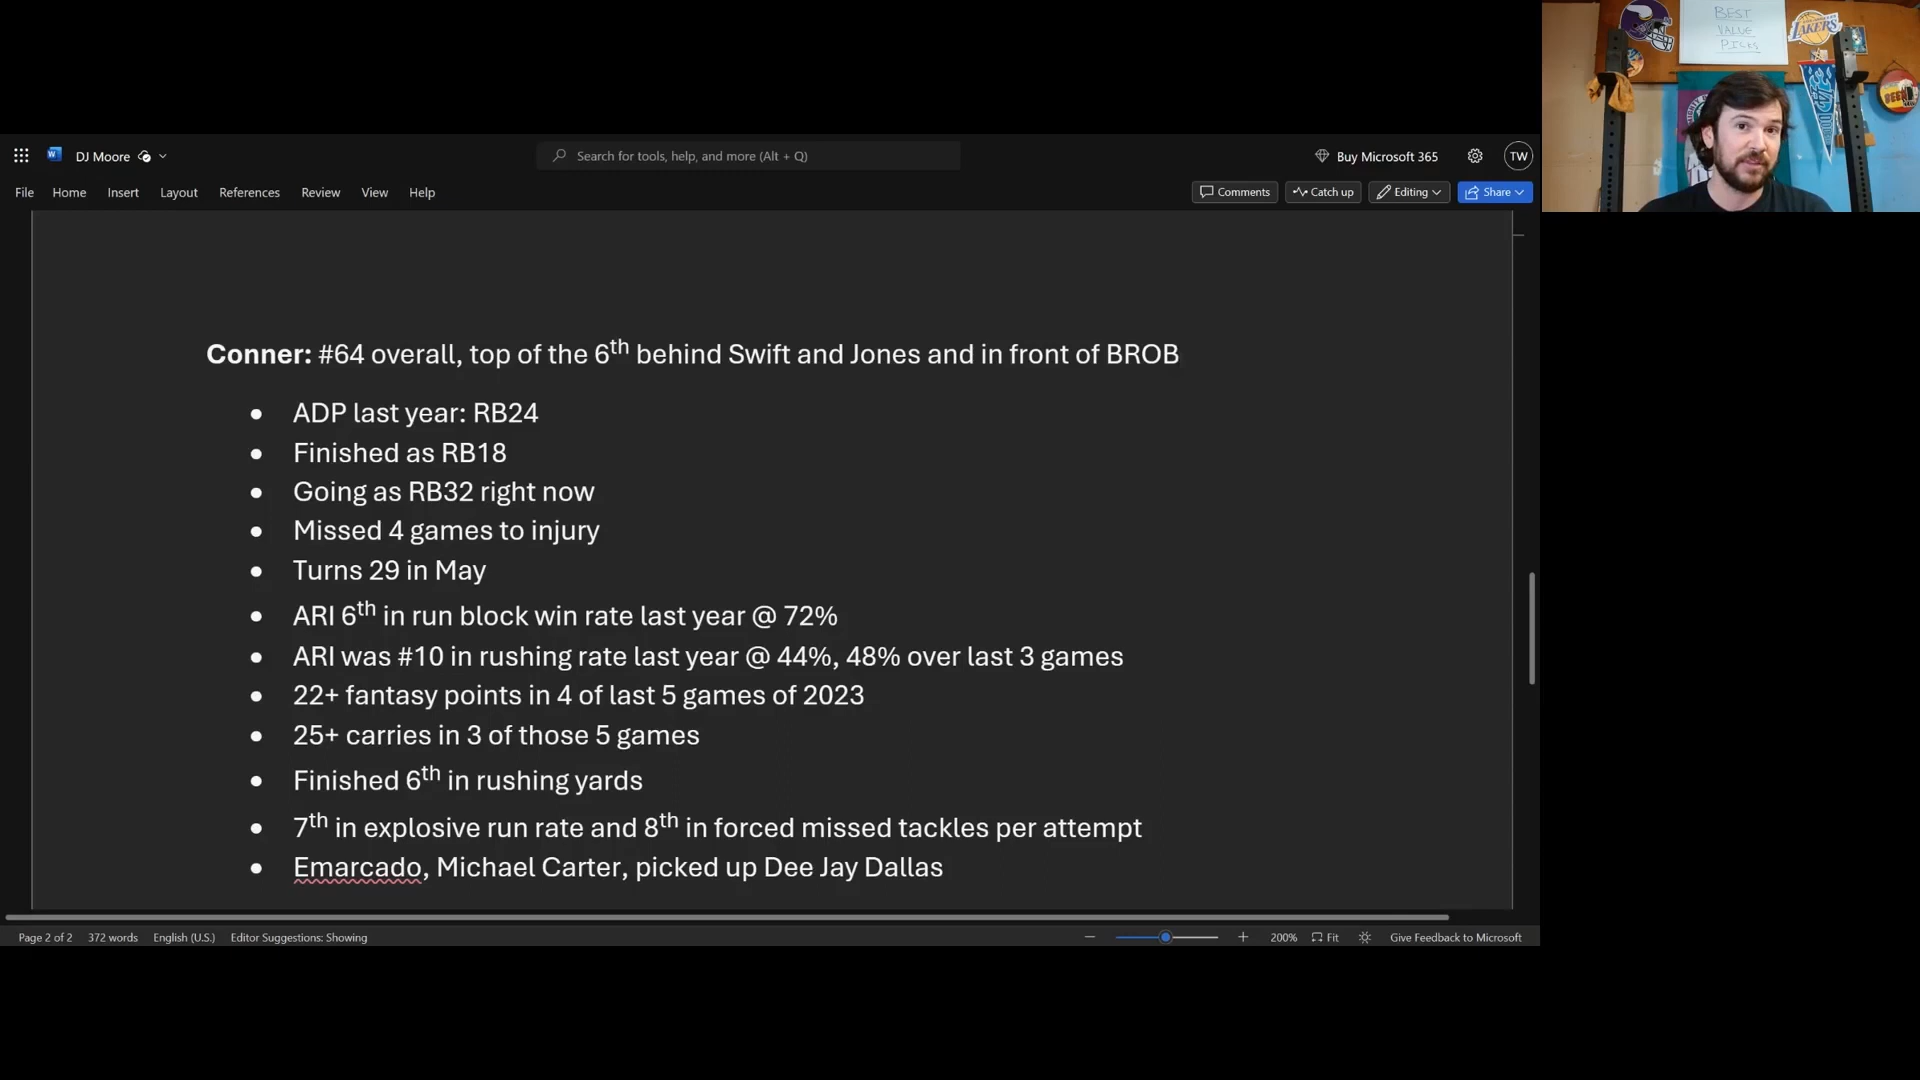 BEST
VALUE
PICKS
LAKERS
DJ Moore
Search for tools, help, and more (Alt + Q)
Buy Microsoft 365
TW
File Home Insert Layout References Review View Help
Comments Catch up Editing Share
Conner: #64 overall, top of the 6th behind Swift and Jones and in front of BROB
• ADP last year: RB24
• Finished as RB18
• Going as RB32 right now
• Missed 4 games to injury
• Turns 29 in May
• ARI 6th in run block win rate last year @ 72%
• ARI was #10 in rushing rate last year @ 44%, 48% over last 3 games
• 22+ fantasy points in 4 of last 5 games of 2023
• 25+ carries in 3 of those 5 games
• Finished 6th in rushing yards
• 7th in explosive run rate and 8th in forced missed tackles per attempt
• Emarcado, Michael Carter, picked up Dee Jay Dallas
Page 2 of 2 372 words English (U.S.) Editor Suggestions: Showing
200% Fit Give Feedback to Microsoft